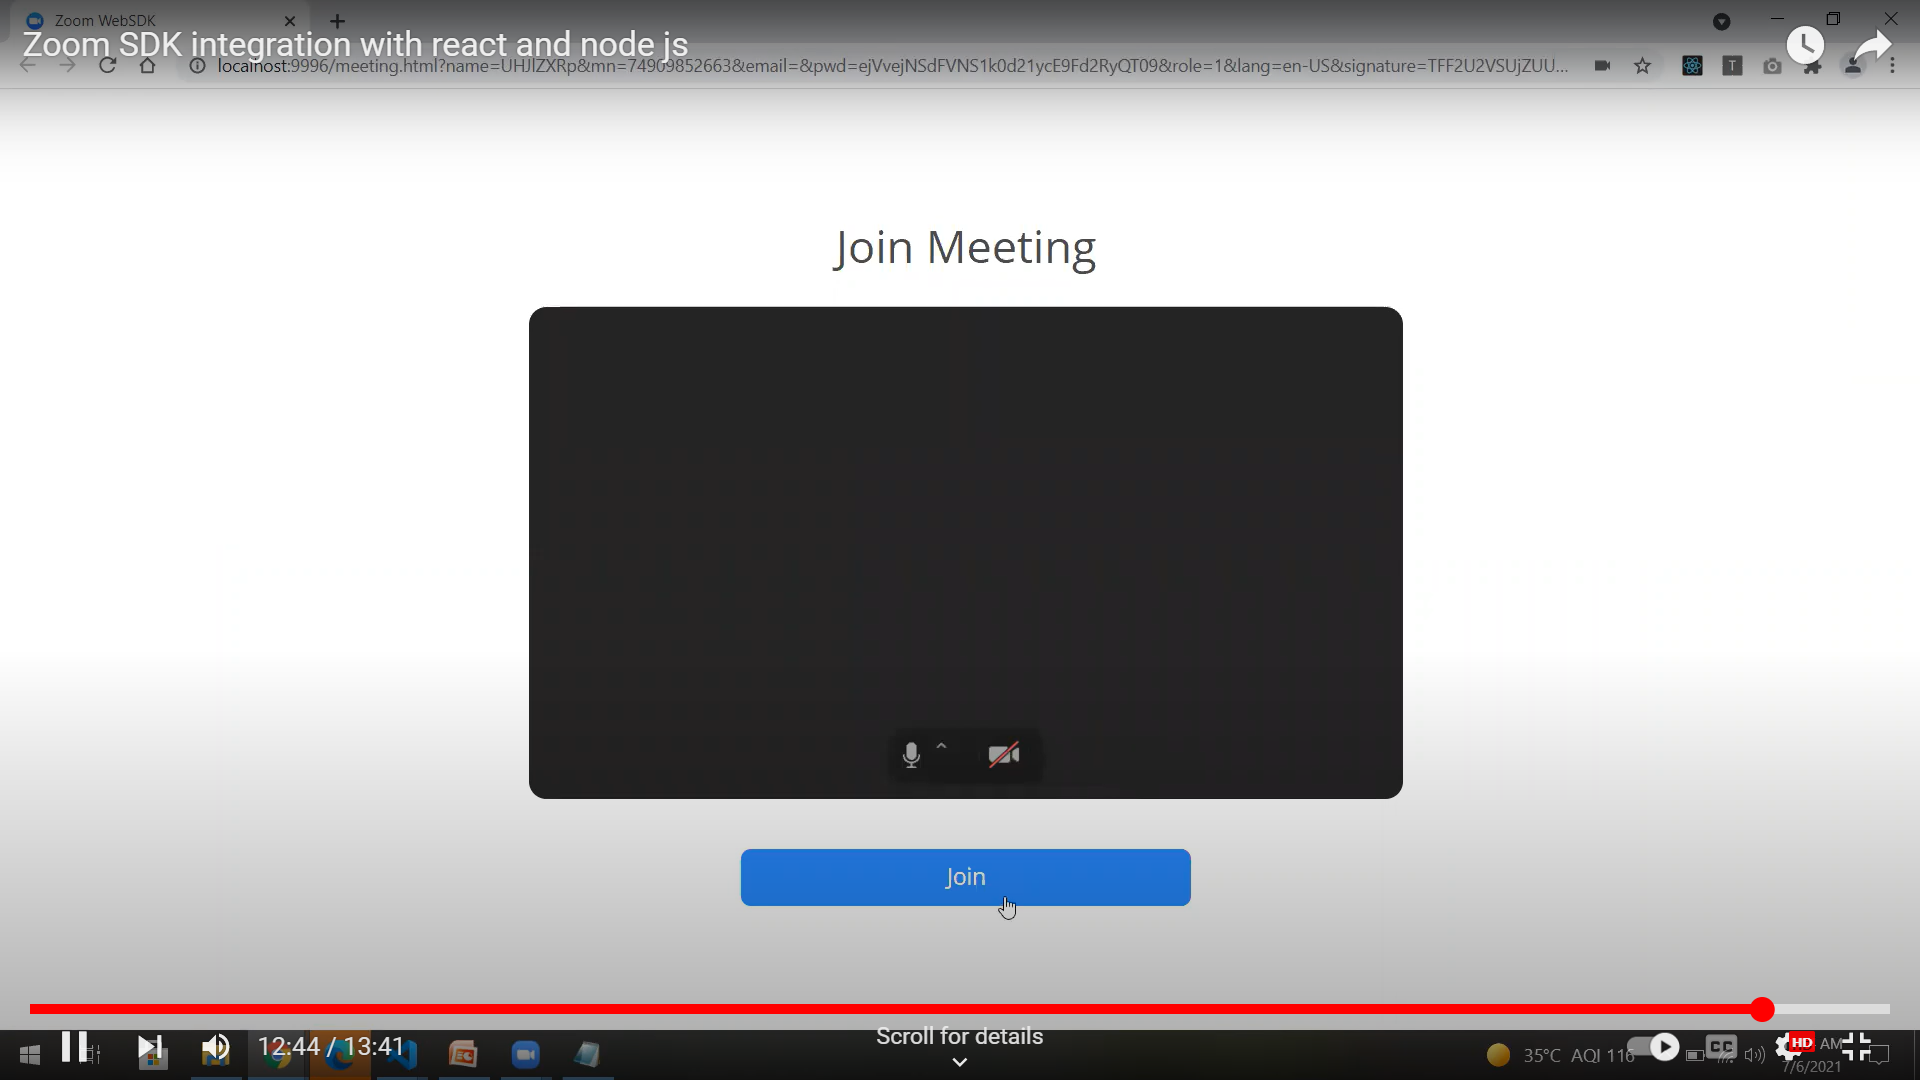 Zoom WebSDK
Zoom SDK integration with react and node js
localhost:9996/meeting.html?name=UHJlZXRp&mn=74909852663&email=&pwd=ejVvejNSdFVNS1k0d21ycE9Fd2RyQT09&role=1&lang=en-US&signature=TFF2U2VSUjZUU...
T
Join Meeting
Join
12:44 / 13:41
Scroll for details
35°C AQI 116
CC
HD
AM
7/6/2021